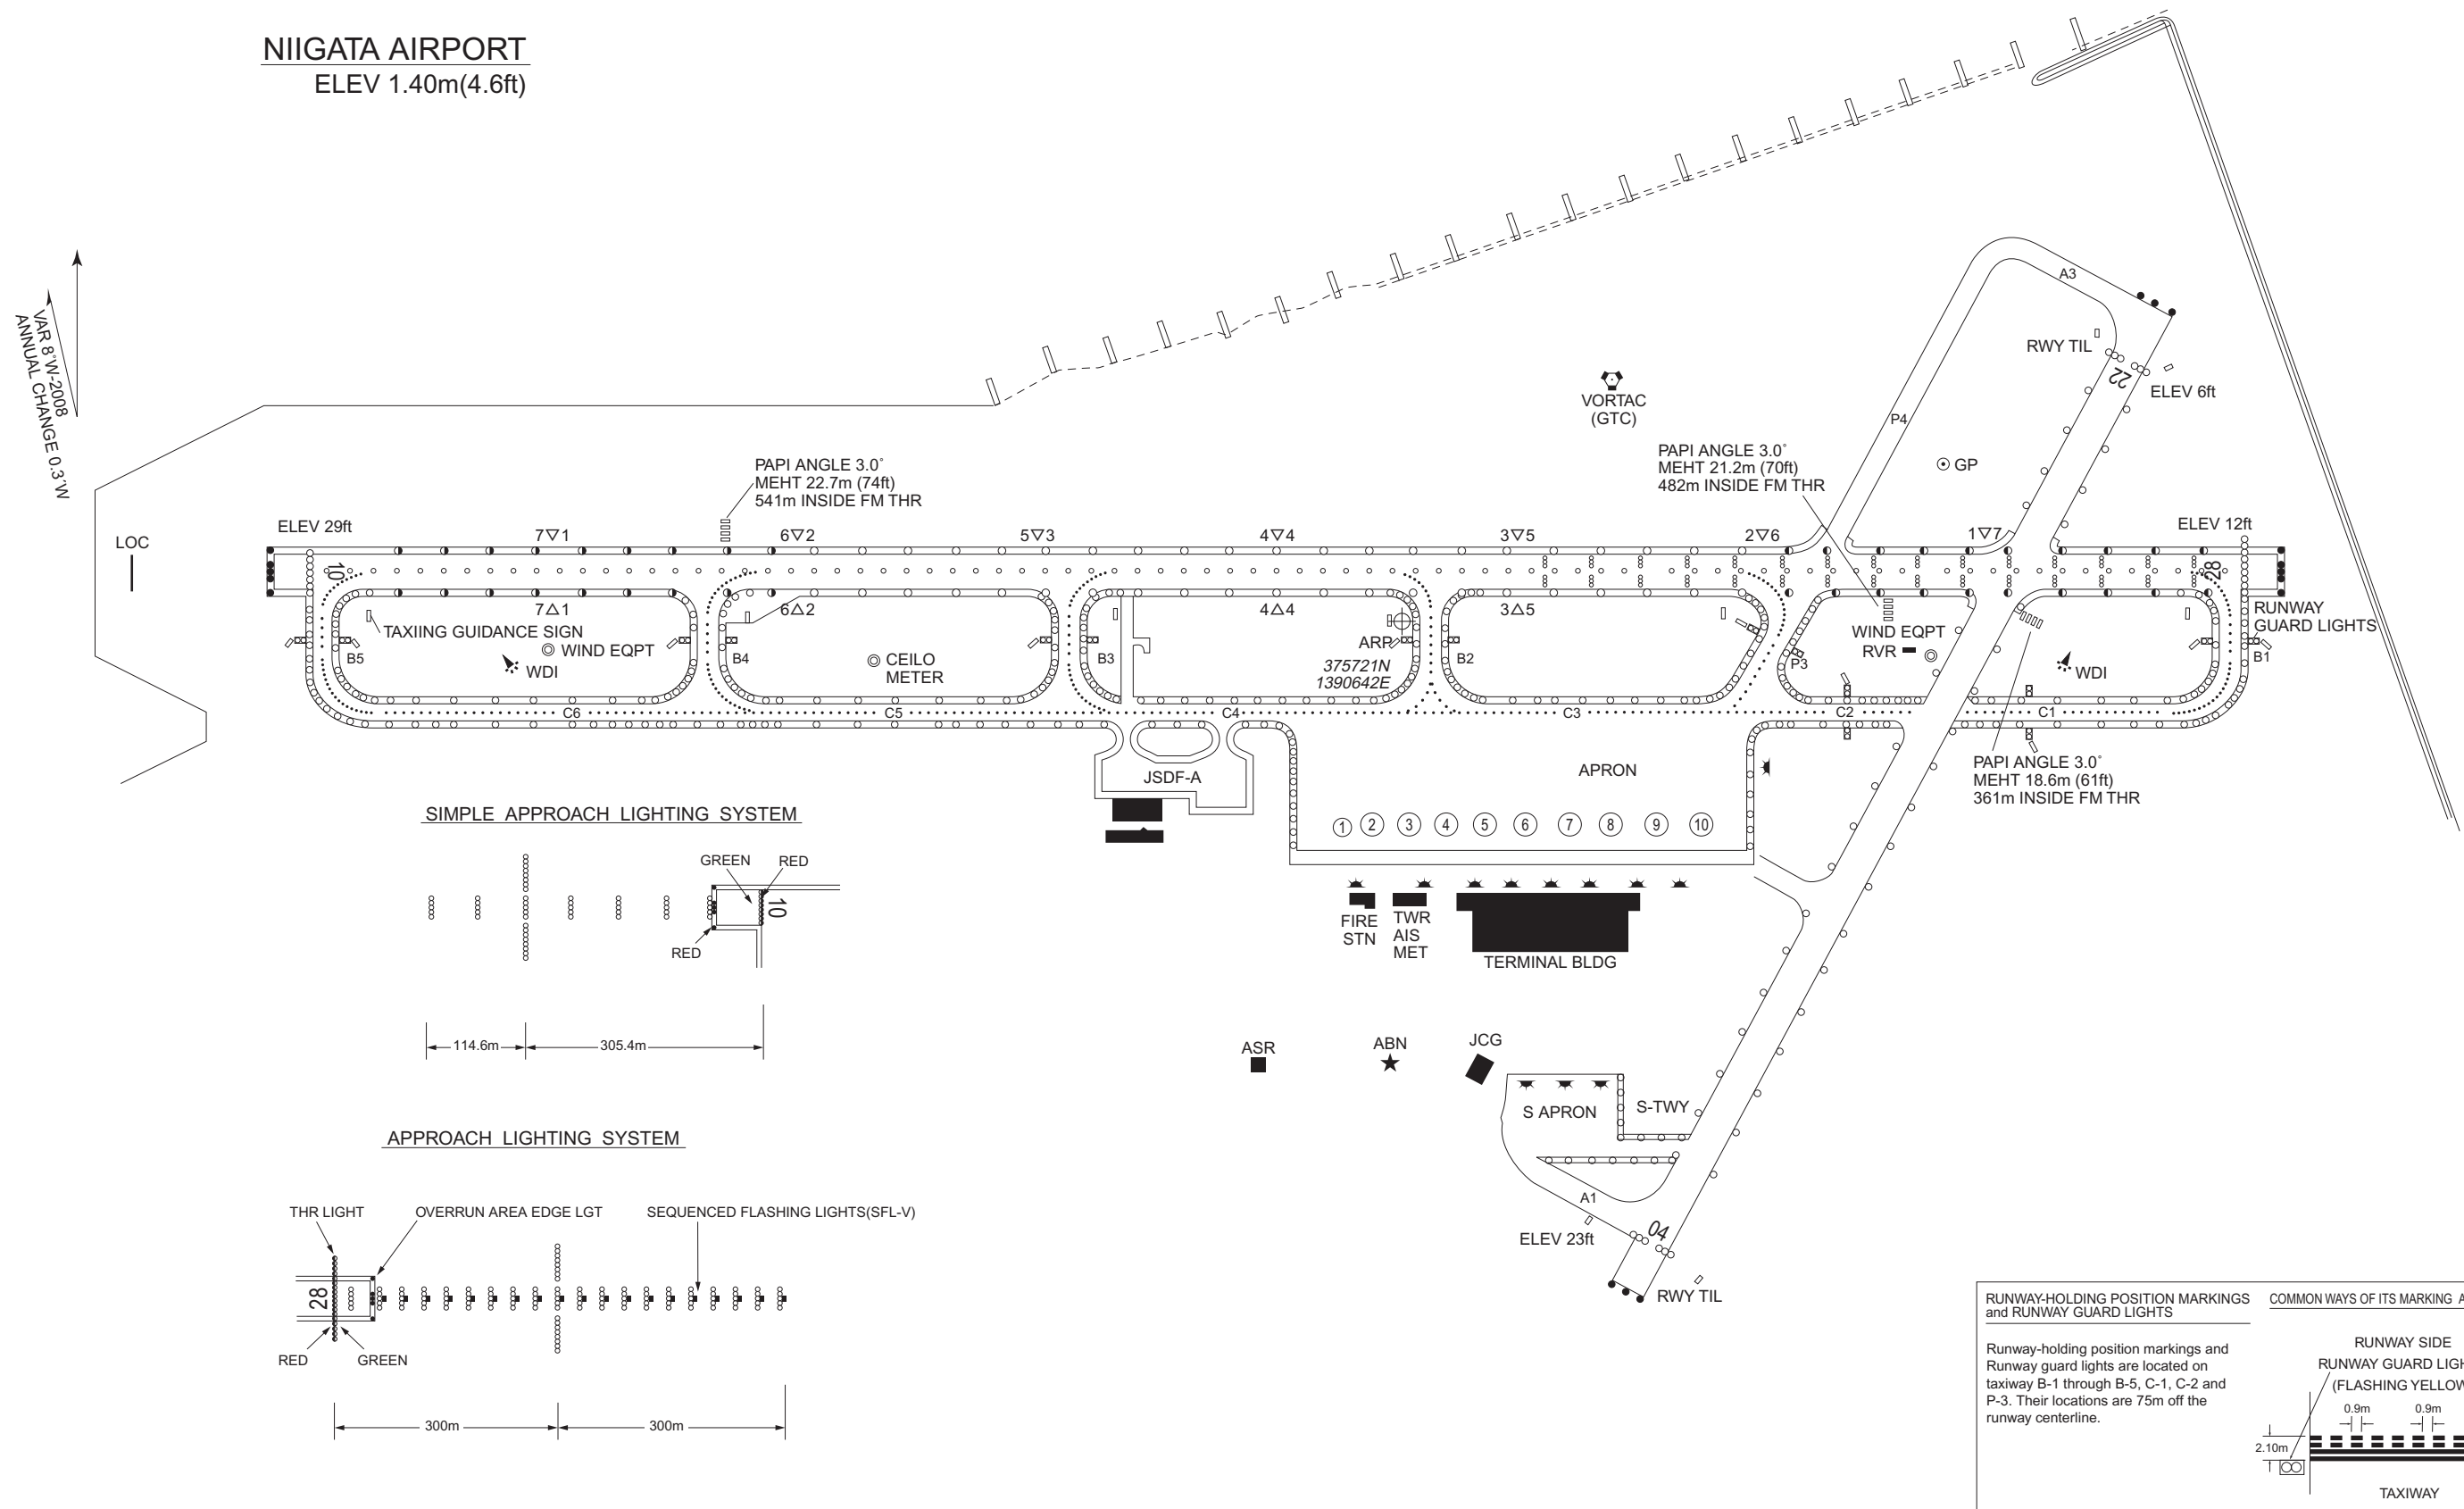 NIIGATA AIRPORT
ELEV 1.40m(4.6ft)
VAR 8°W-2008
ANNUAL CHANGE 0.3'W
A3
RWY TIL
22
ELEV 6ft
VORTAC
(GTC)
P4
GP
PAPI ANGLE 3.0°
MEHT 22.7m (74ft)
541m INSIDE FM THR
PAPI ANGLE 3.0°
MEHT 21.2m (70ft)
482m INSIDE FM THR
LOC
ELEV 29ft
7▽1
6▽2
5▽3
4▽4
3▽5
2▽6
1▽7
ELEV 12ft
10
28
7△1
6△2
4△4
3△5
TAXIING GUIDANCE SIGN
WIND EQPT
WDI
B5
B4
CEILO
METER
B3
ARP
375721N
1390642E
B2
P3
WIND EQPT
RVR
WDI
RUNWAY
GUARD LIGHTS
B1
C6
C5
C4
C3
C2
C1
JSDF-A
APRON
PAPI ANGLE 3.0°
MEHT 18.6m (61ft)
361m INSIDE FM THR
1
2
3
4
5
6
7
8
9
10
FIRE
STN
TWR
AIS
MET
TERMINAL BLDG
SIMPLE APPROACH LIGHTING SYSTEM
GREEN
RED
10
RED
114.6m
305.4m
ASR
ABN
JCG
S APRON
S-TWY
A1
04
ELEV 23ft
RWY TIL
APPROACH LIGHTING SYSTEM
THR LIGHT
OVERRUN AREA EDGE LGT
SEQUENCED FLASHING LIGHTS(SFL-V)
28
RED
GREEN
300m
300m
RUNWAY-HOLDING POSITION MARKINGS
and RUNWAY GUARD LIGHTS
Runway-holding position markings and
Runway guard lights are located on
taxiway B-1 through B-5, C-1, C-2 and
P-3. Their locations are 75m off the
runway centerline.
COMMON WAYS OF ITS MARKING
RUNWAY SIDE
RUNWAY GUARD
(FLASHING
0.9m
0.9m
2.10m
TAXIWAY